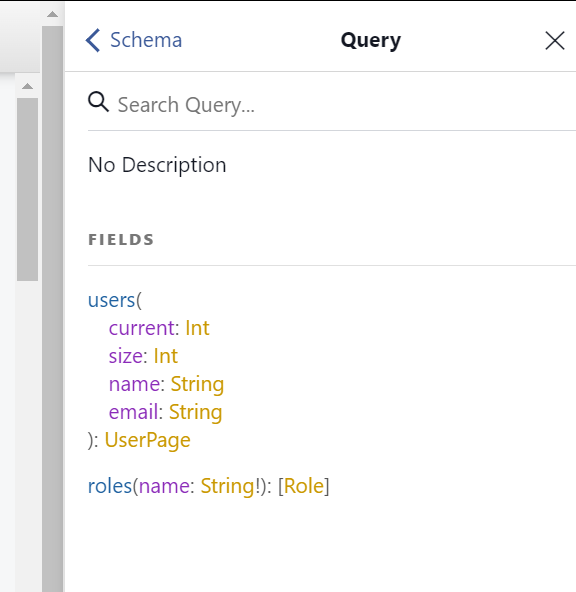 Schema
Query
Search Query...
No Description
FIELDS
users(
current: Int
size: Int
name: String
email: String
): UserPage
roles(name: String!): [Role]